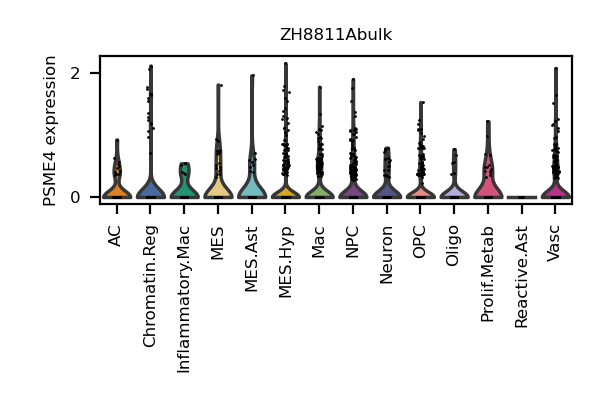 ZH8811Abulk
PSME4 expression
2
0
AC
Chromatin.Reg
Inflammatory.Mac
MES
MES.Ast
MES.Hyp
Mac
NPC
Neuron
OPC
Oligo
Prolif.Metab
Reactive.Ast
Vasc